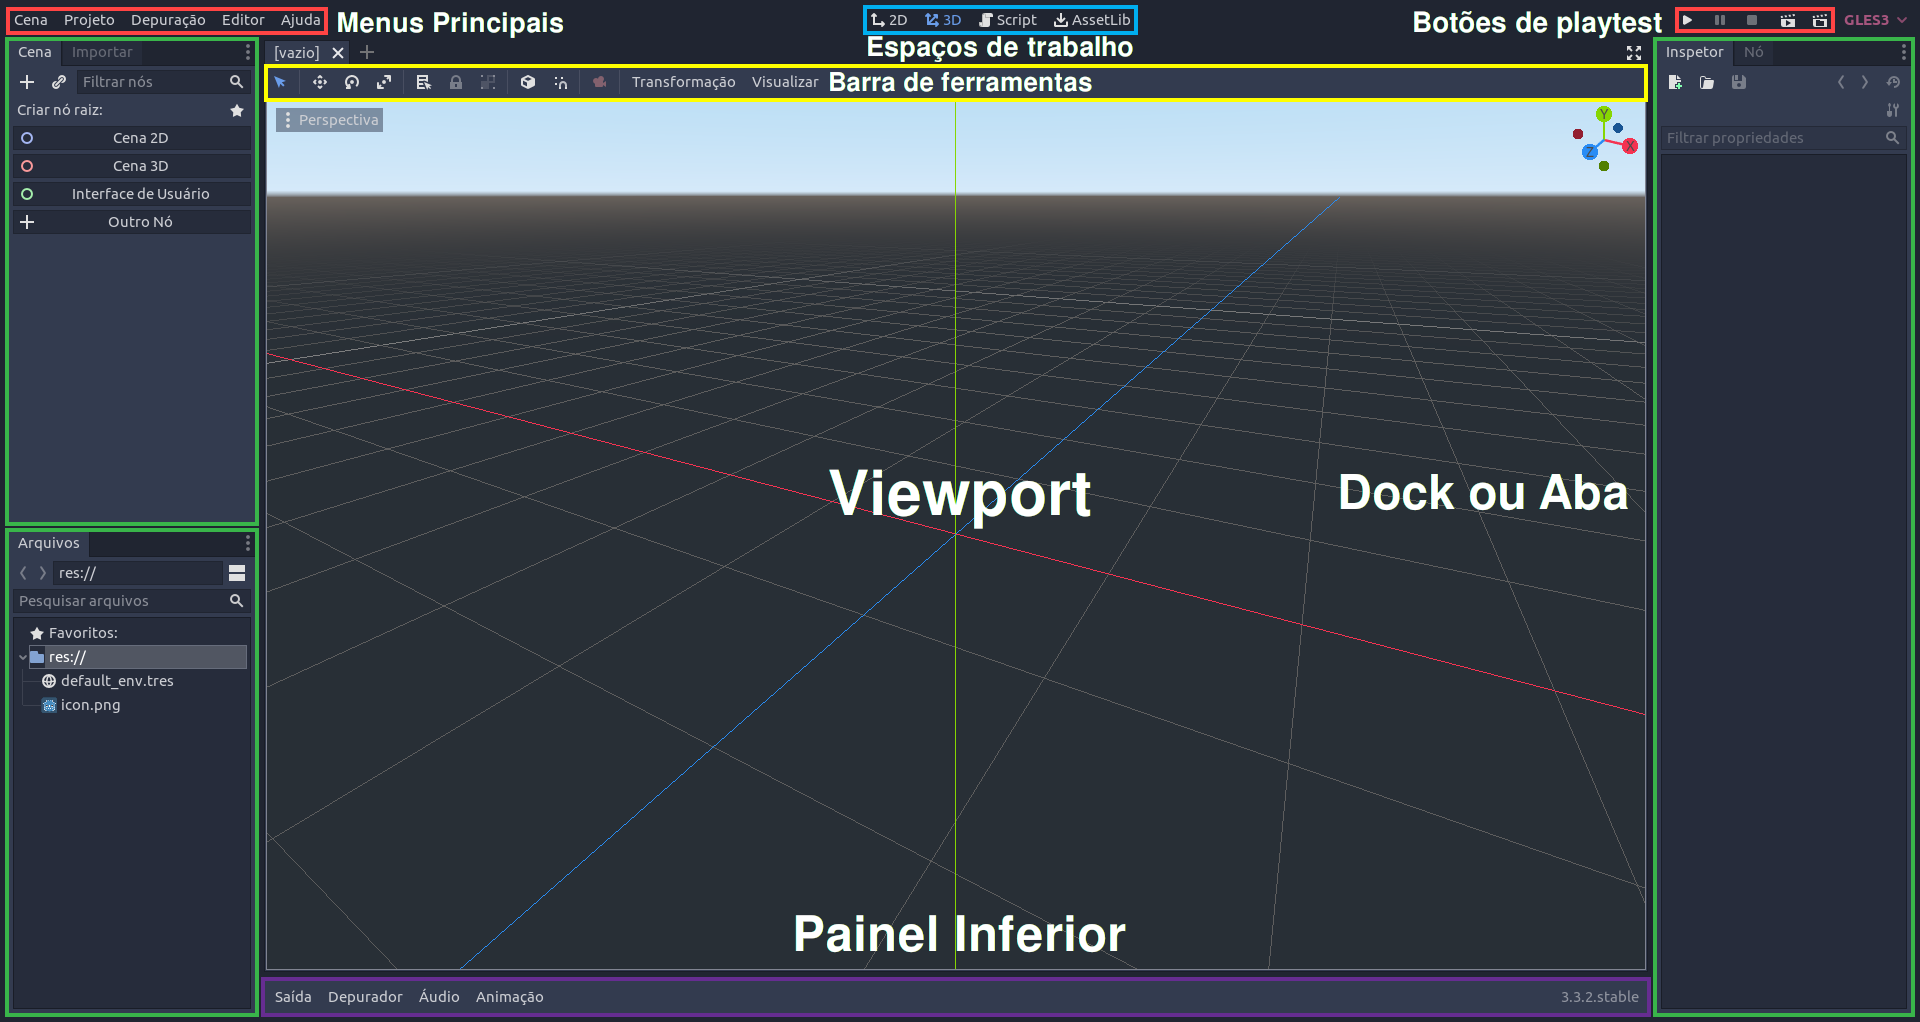 Cena Projeto Depuração Editor Ajuda Menus Principais
2D 3D Script AssetLib
Espaços de trabalho
Botões de playtest
GLES3
Cena Importar
Filtrar nós
Criar nó raiz:
Cena 2D
Cena 3D
Interface de Usuário
Outro Nó
[vazio]
Transformação Visualizar Barra de ferramentas
Perspectiva
Y
X
Z
Viewport
Dock ou Aba
Painel Inferior
Inspetor Nó
Filtrar propriedades
Arquivos
res://
Pesquisar arquivos
Favoritos:
res://
default_env.tres
icon.png
Saída Depurador Áudio Animação
3.3.2.stable